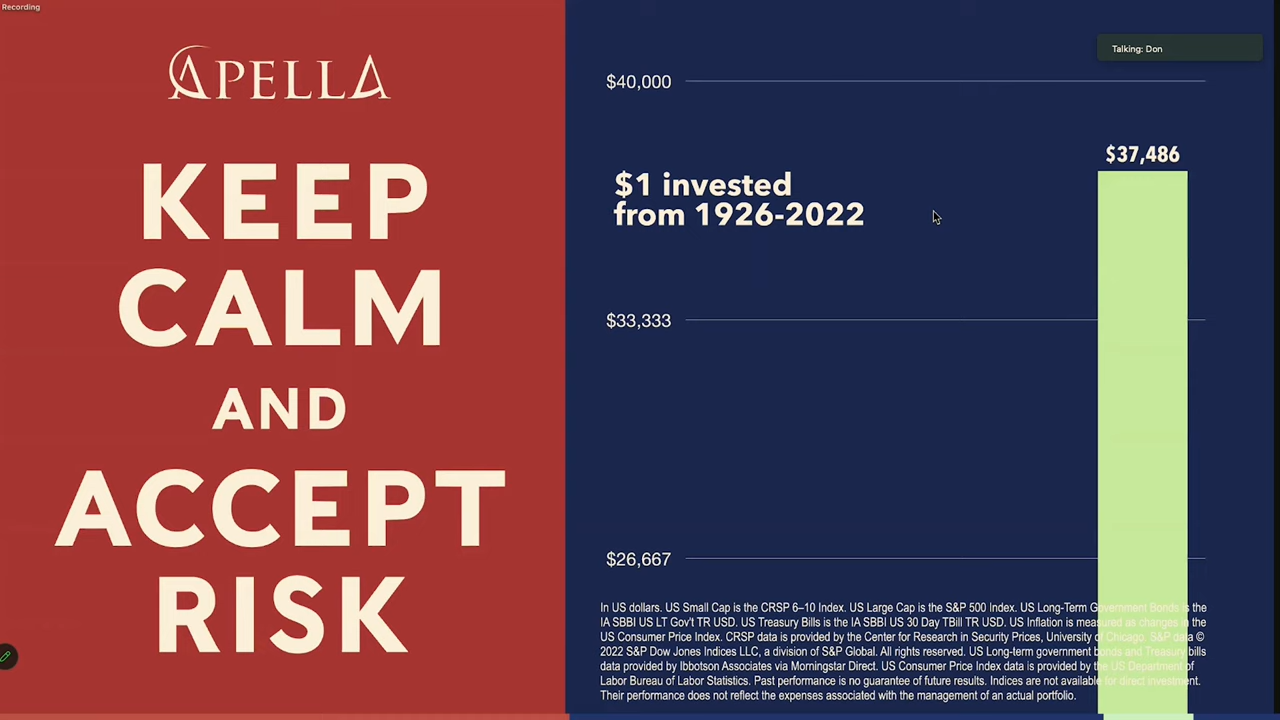 Recording
APELLA
KEEP
CALM
AND
ACCEPT
RISK
Talking: Don
$40,000
$37,486
$1 invested
from 1926-2022
$33,333
$26,667
In US dollars. US Small Cap is the CRSP 6–10 Index. US Large Cap is the S&P 500 Index. US Long-Term Government Bonds is the
IA SBBI US LT Gov't TR USD. US Treasury Bills is the IA SBBI US 30 Day TBill TR USD. US Inflation is measured as changes in the
US Consumer Price Index. CRSP data is provided by the Center for Research in Security Prices, University of Chicago. S&P data ©
2022 S&P Dow Jones Indices LLC, a division of S&P Global. All rights reserved. US Long-term government bonds and Treasury bills
data provided by Ibbotson Associates via Morningstar Direct. US Consumer Price Index data is provided by the US Department of
Labor Bureau of Labor Statistics. Past performance is no guarantee of future results. Indices are not available for direct investment.
Their performance does not reflect the expenses associated with the management of an actual portfolio.